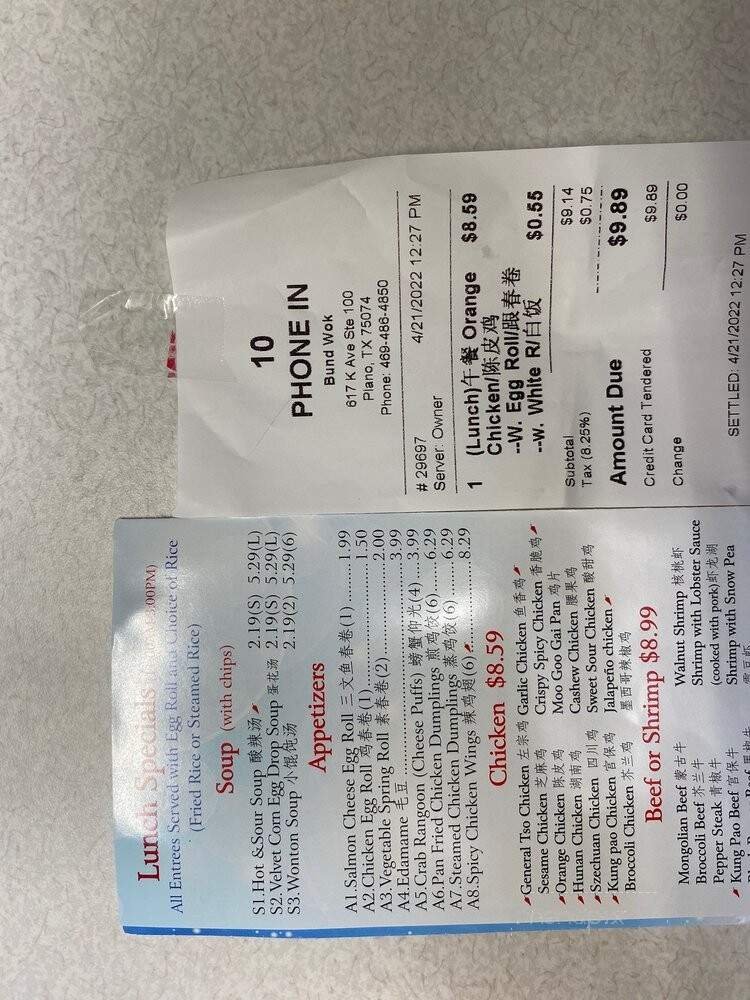 10
PHONE IN
Bund Wok
617 K Ave Ste 100
Plano, TX 75074
Phone: 469-486-4850
# 29697 4/21/2022 12:27 PM
Server: Owner
1 (Lunch)午餐 Orange $8.59
Chicken/陈皮鸡
--W. Egg Roll/跟春卷
--w. White R/白饭 $0.55
Subtotal $9.14
Tax (8.25%) $0.75
Amount Due $9.89
Credit Card Tendered $9.89
Change $0.00
SETTLED: 4/21/2022 12:27 PM
Lunch Specials :00PM)
All Entrees Served with Egg Roll and Choice of Rice
(Fried Rice or Steamed Rice)
Soup (with chips)
S1.Hot &Sour Soup 酸辣汤 2.19(S) 5.29(L)
S2.Velvet Corn Egg Drop Soup 蛋花汤 2.19(S) 5.29(L)
S3.Wonton Soup 小馄饨汤 2.19(2) 5.29(6)
Appetizers
A1.Salmon Cheese Egg Roll 三文鱼春卷(1)......1.99
A2.Chicken Egg Roll 鸡春卷(1)......1.50
A3.Vegetable Spring Roll 素春卷(2)......2.00
A4.Edamame 毛豆......3.99
A5.Crab Rangoon (Cheese Puffs) 螃蟹仰光(4)...3.99
A6.Pan Fried Chicken Dumplings 煎鸡饺(6)......6.29
A7.Steamed Chicken Dumplings 蒸鸡饺(6)......6.29
A8.Spicy Chicken Wings 辣鸡翅(6)......8.29
Chicken $8.59
General Tso Chicken 左宗鸡
Sesame Chicken 芝麻鸡
Orange Chicken 陈皮鸡
Hunan Chicken 湖南鸡
Szechuan Chicken 四川鸡
Kung pao Chicken 官保鸡
Broccoli Chicken 芥兰鸡
Garlic Chicken 鱼香鸡
Crispy Spicy Chicken 香脆鸡
Moo Goo Gai Pan 鸡片
Cashew Chicken 腰果鸡
Sweet Sour Chicken 酸甜鸡
Jalapeño chicken
墨西哥辣椒鸡
Beef or Shrimp $8.99
Mongolian Beef 蒙古牛
Broccoli Beef 芥兰牛
Pepper Steak 青椒牛
Kung Pao Beef 官保牛
Walnut Shrimp 核桃虾
Shrimp with Lobster Sauce
(cooked with pork)虾龙湖
Shrimp with Snow Pea